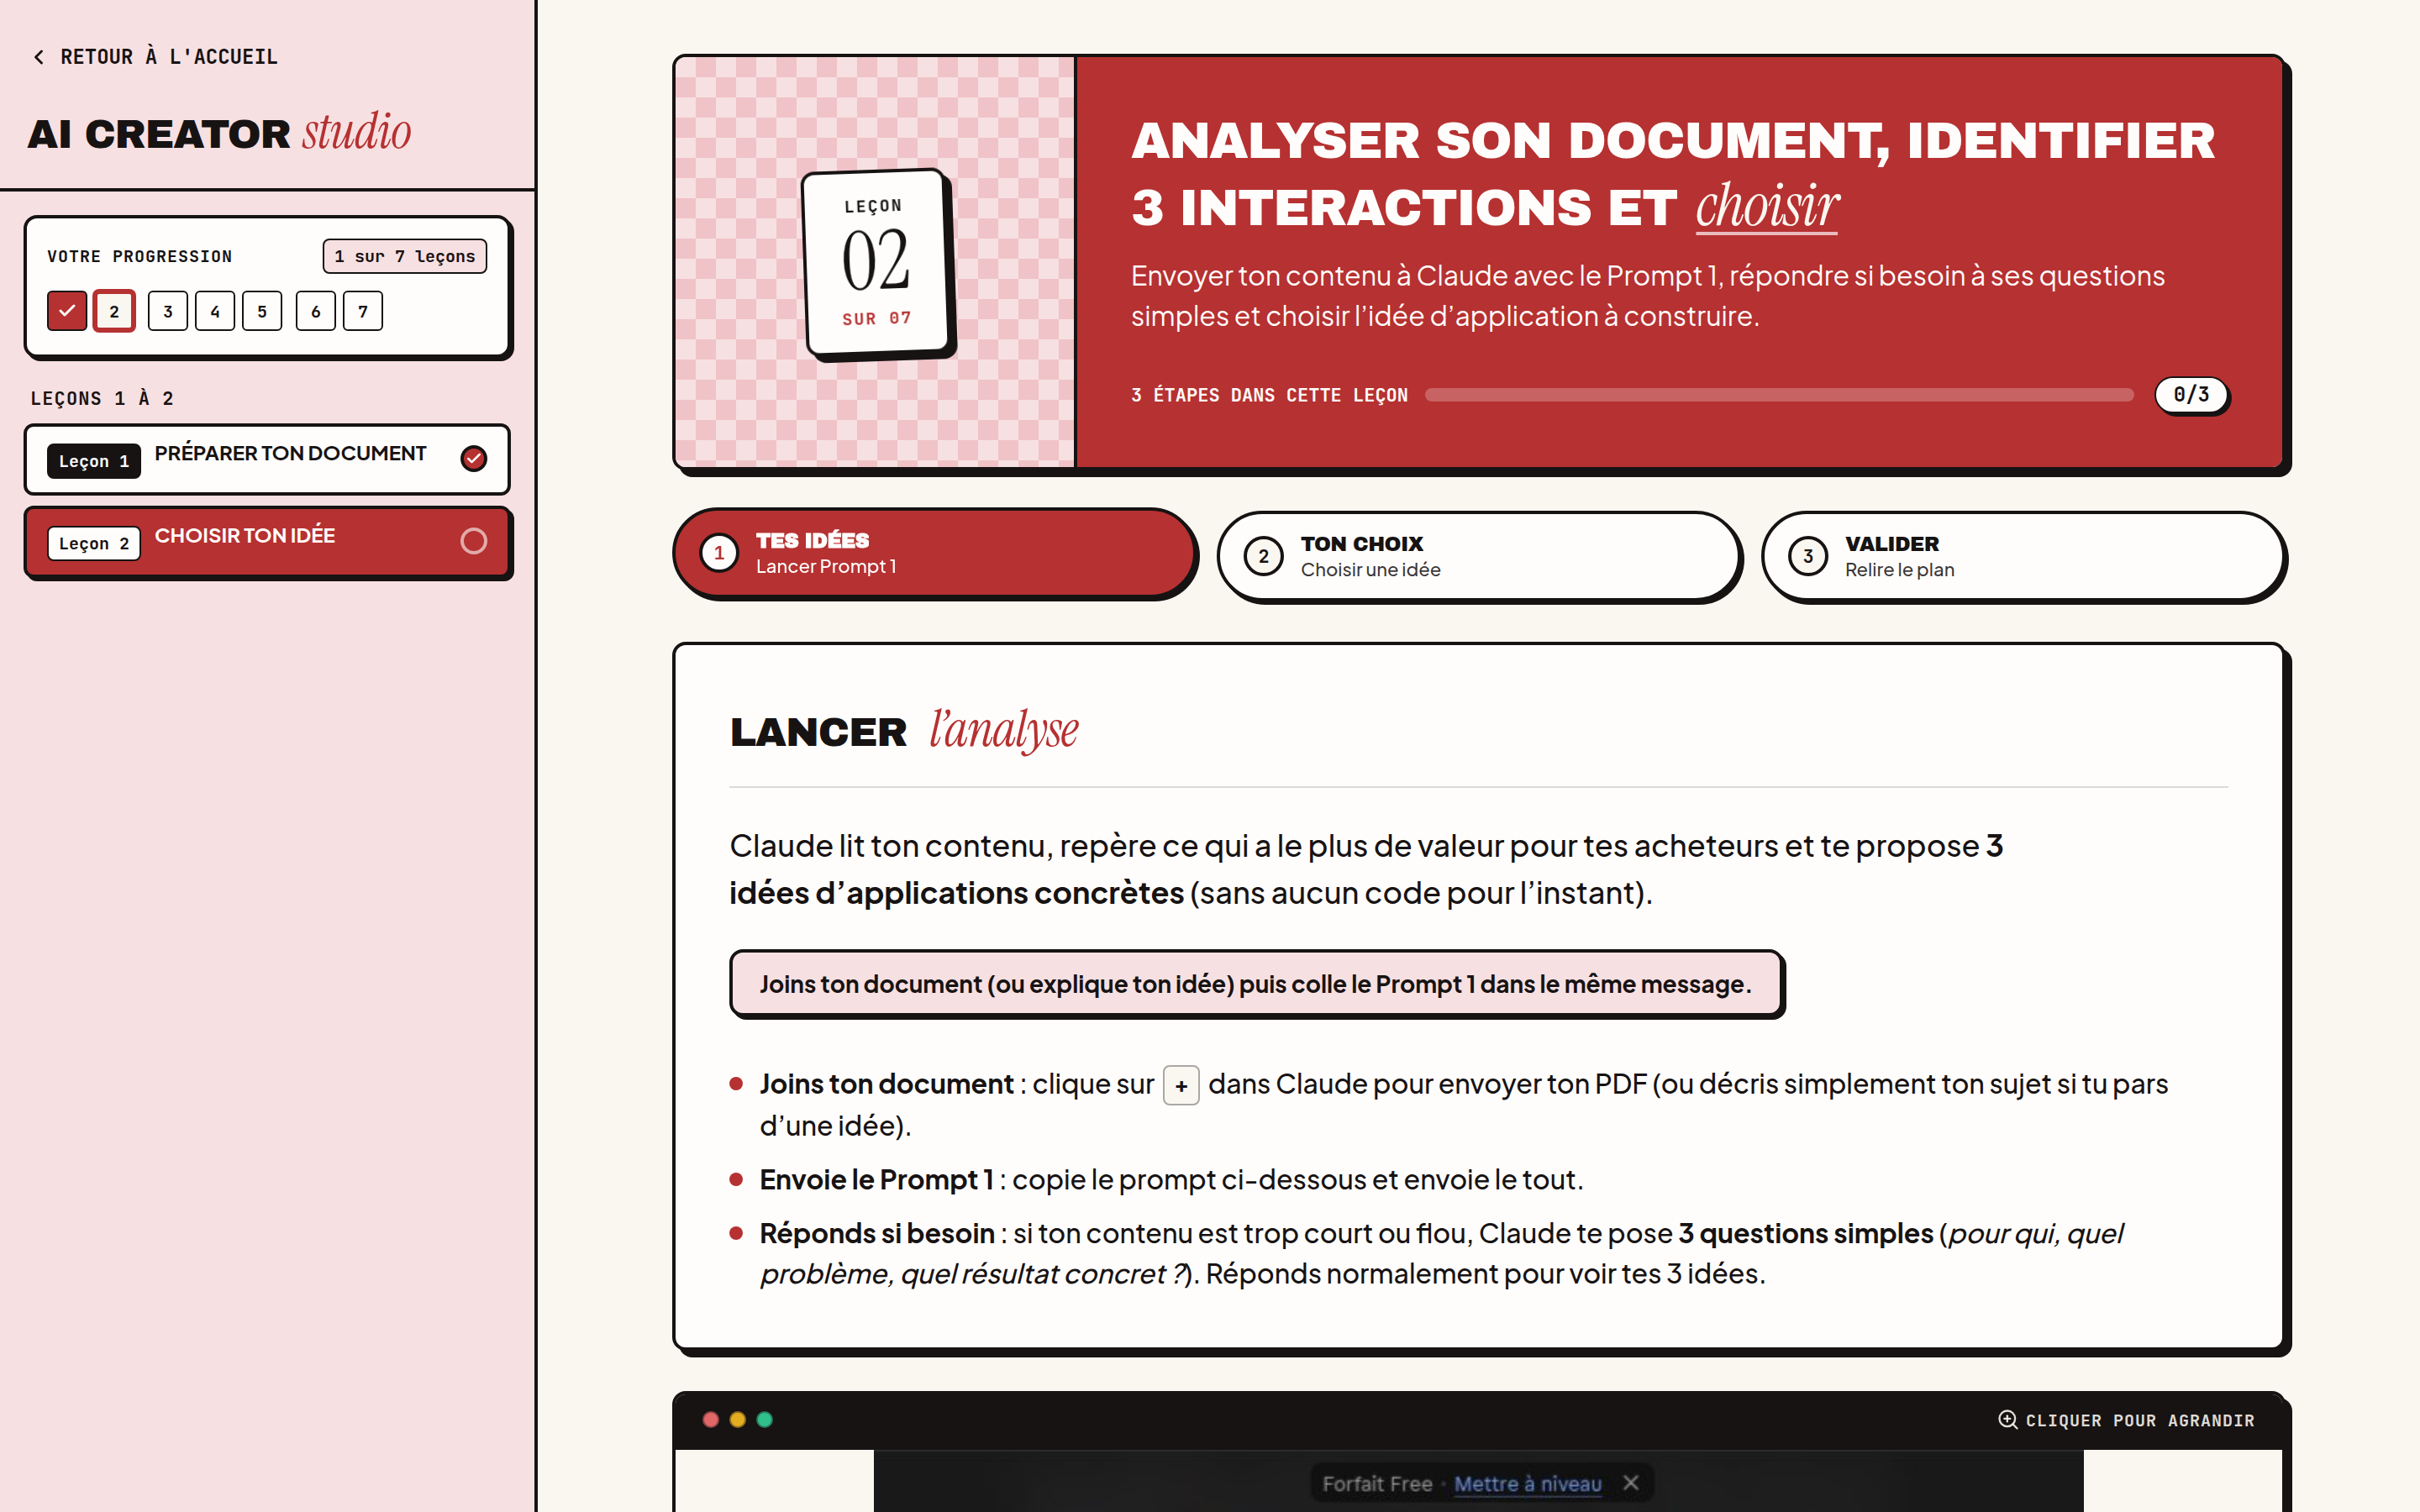 RETOUR À L'ACCUEIL
AI CREATOR studio
VOTRE PROGRESSION
1 sur 7 leçons
2 3 4 5 6 7
LEÇONS 1 À 2
Leçon 1 PRÉPARER TON DOCUMENT
Leçon 2 CHOISIR TON IDÉE
LEÇON
02
SUR 07
ANALYSER SON DOCUMENT, IDENTIFIER
3 INTERACTIONS ET choisir
Envoyer ton contenu à Claude avec le Prompt 1, répondre si besoin à ses questions
simples et choisir l’idée d’application à construire.
3 ÉTAPES DANS CETTE LEÇON
0/3
1 TES IDÉES
Lancer Prompt 1
2 TON CHOIX
Choisir une idée
3 VALIDER
Relire le plan
LANCER l’analyse
Claude lit ton contenu, repère ce qui a le plus de valeur pour tes acheteurs et te propose 3
idées d’applications concrètes (sans aucun code pour l’instant).
Joins ton document (ou explique ton idée) puis colle le Prompt 1 dans le même message.
Joins ton document : clique sur + dans Claude pour envoyer ton PDF (ou décris simplement ton sujet si tu pars
d’une idée).
Envoie le Prompt 1 : copie le prompt ci-dessous et envoie le tout.
Réponds si besoin : si ton contenu est trop court ou flou, Claude te pose 3 questions simples (pour qui, quel
problème, quel résultat concret ?). Réponds normalement pour voir tes 3 idées.
CLIQUER POUR AGRANDIR
Forfait Free · Mettre à niveau